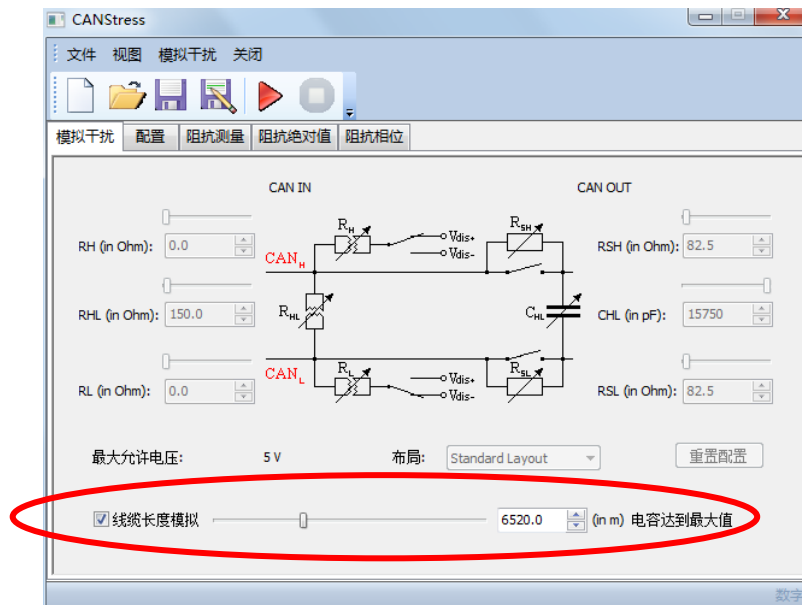 CANStress
文件 视图 模拟干扰 关闭
模拟干扰 配置 阻抗测量 阻抗绝对值 阻抗相位
CAN IN CAN OUT
RH (in Ohm): 0.0
RH
Vdis+
Vdis-
CANH
RSH
RSH (in Ohm): 82.5
RHL (in Ohm): 150.0
RHL
CHL
CHL (in pF): 15750
RL (in Ohm): 0.0
CANL
RL
Vdis+
Vdis-
RSL
RSL (in Ohm): 82.5
最大允许电压: 5 V 布局: Standard Layout 重置配置
线缆长度模拟 6520.0 (in m) 电容达到最大值
数字